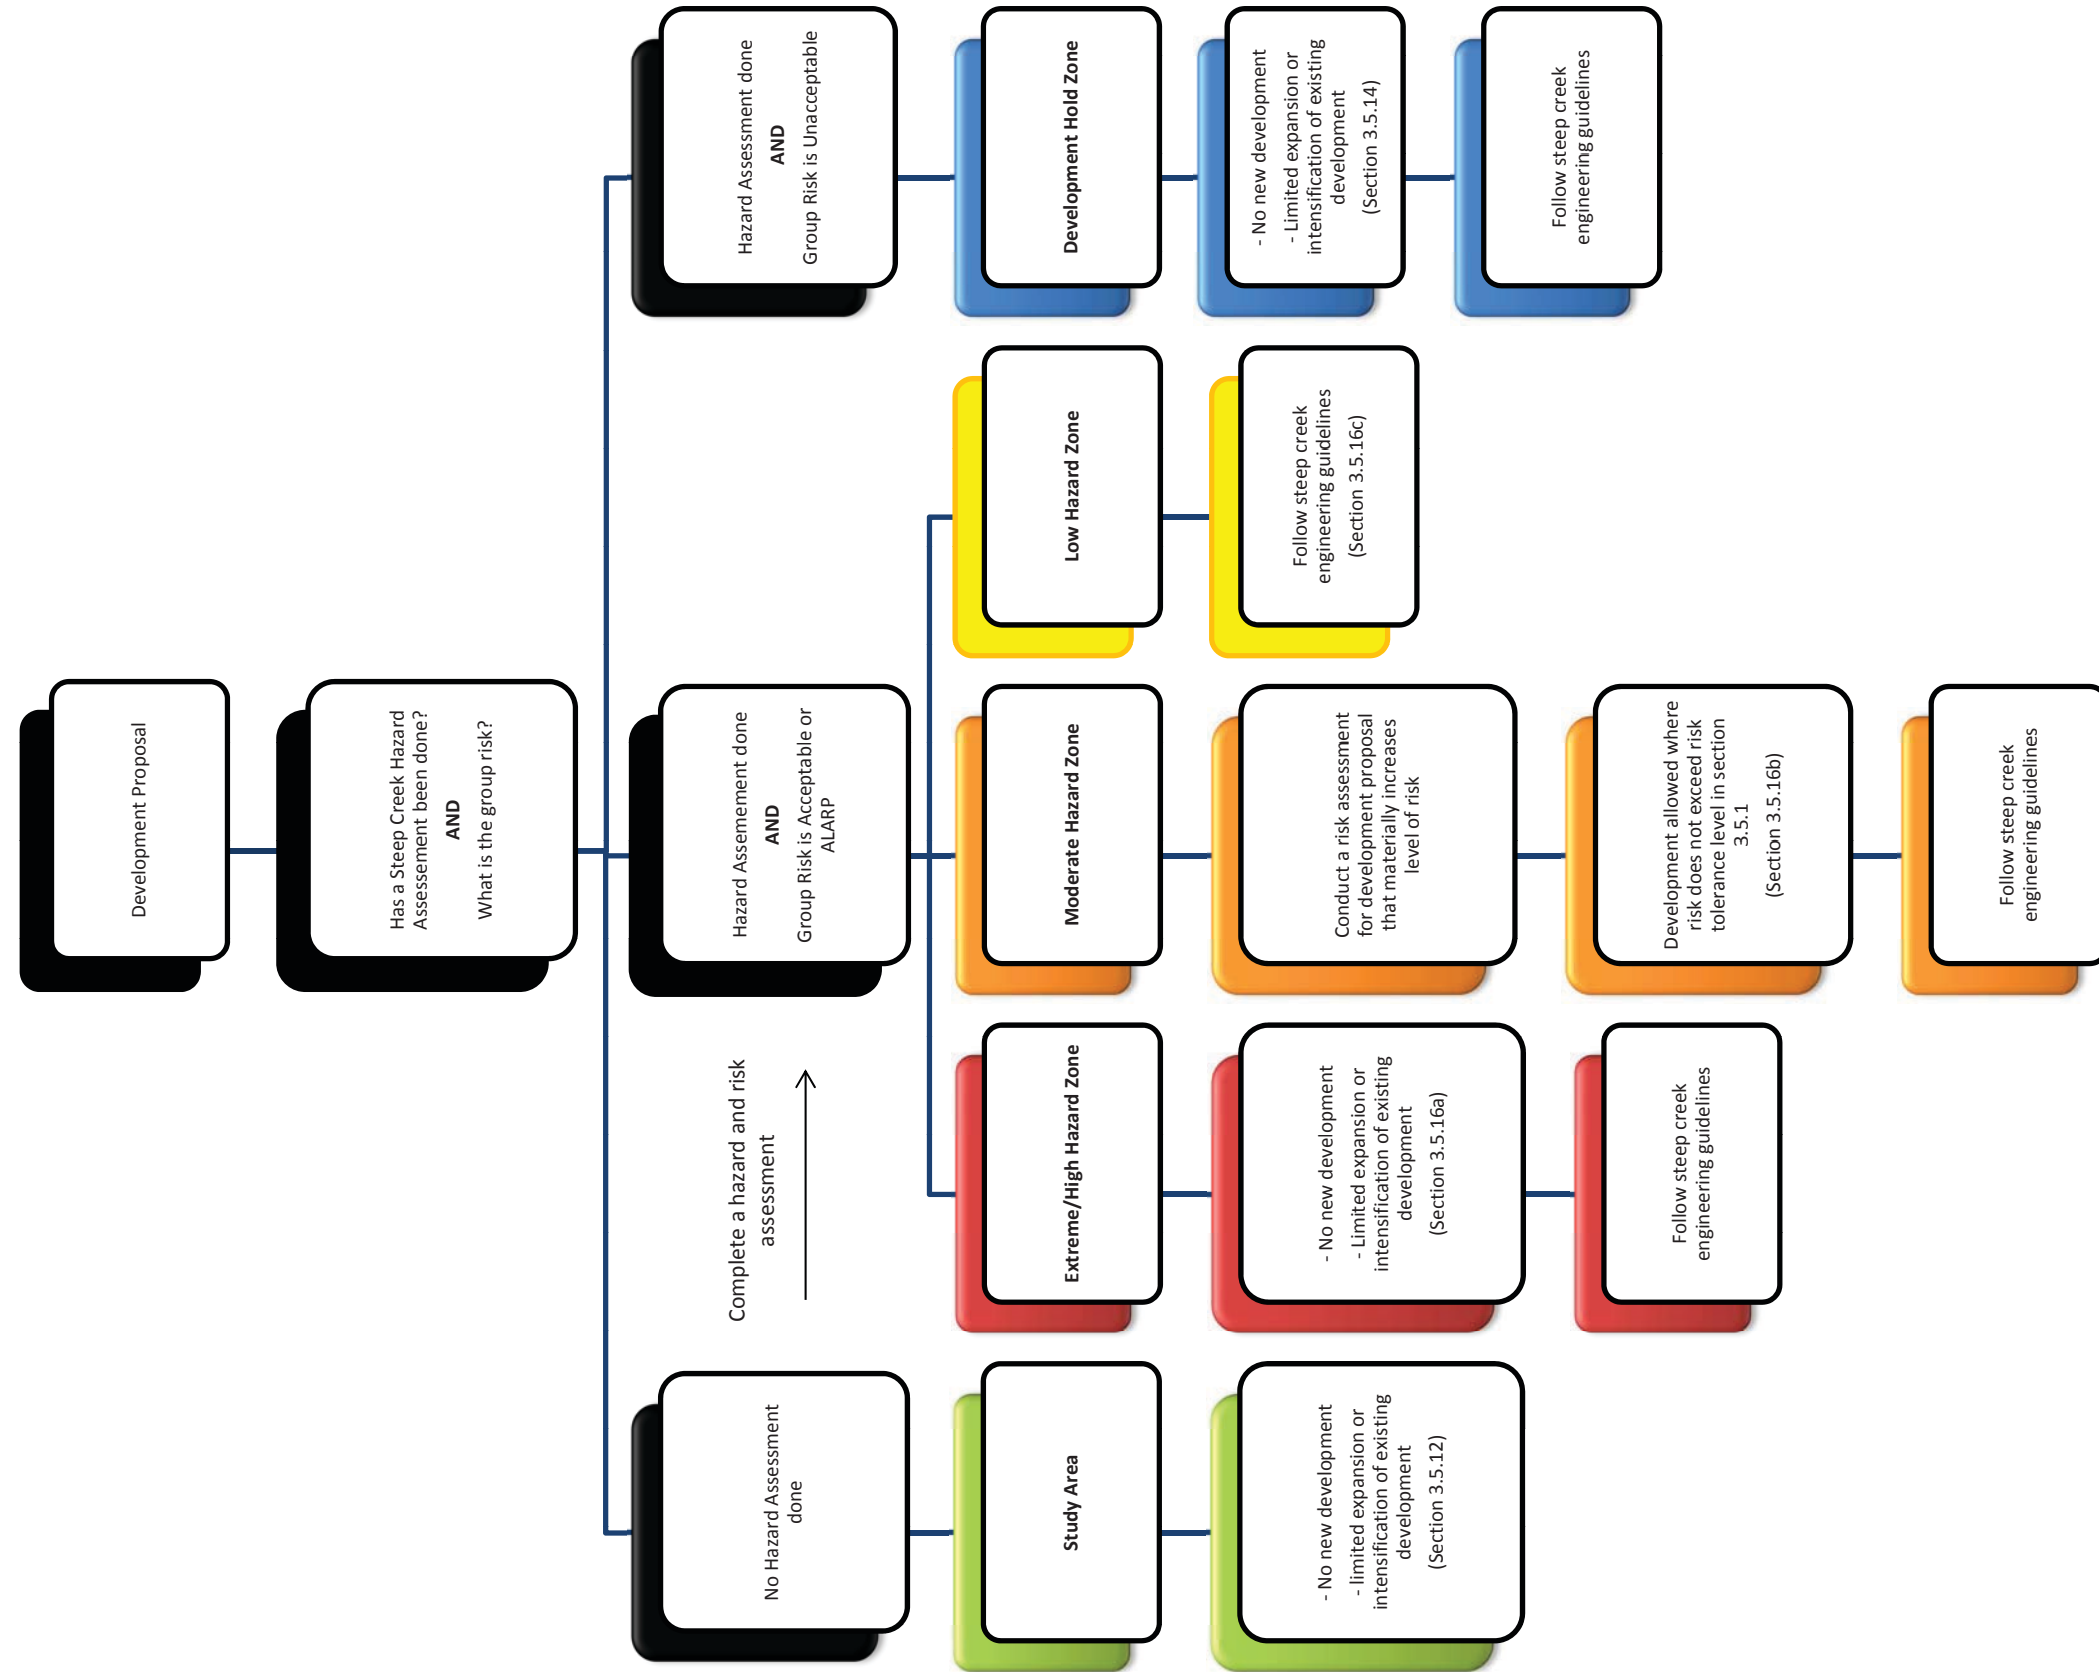 Development Proposal
Has a Steep Creek Hazard
Assessement been done?
AND
What is the group risk?
No Hazard Assessment
done
Complete a hazard and risk
assessment
Hazard Assement done
AND
Group Risk is Acceptable or
ALARP
Hazard Assessment done
AND
Group Risk is Unacceptable
Study Area
- No new development
- limited expansion or
intensification of existing
development
(Section 3.5.12)
Extreme/High Hazard Zone
- No new development
- Limited expansion or
intensification of existing
development
(Section 3.5.16a)
Follow steep creek
engineering guidelines
Moderate Hazard Zone
Conduct a risk assessment
for development proposal
that materially increases
level of risk
Development allowed where
risk does not exceed risk
tolerance level in section
3.5.1
(Section 3.5.16b)
Follow steep creek
engineering guidelines
Low Hazard Zone
Follow steep creek
engineering guidelines
(Section 3.5.16c)
Development Hold Zone
- No new development
- Limited expansion or
intensification of existing
development
(Section 3.5.14)
Follow steep creek
engineering guidelines